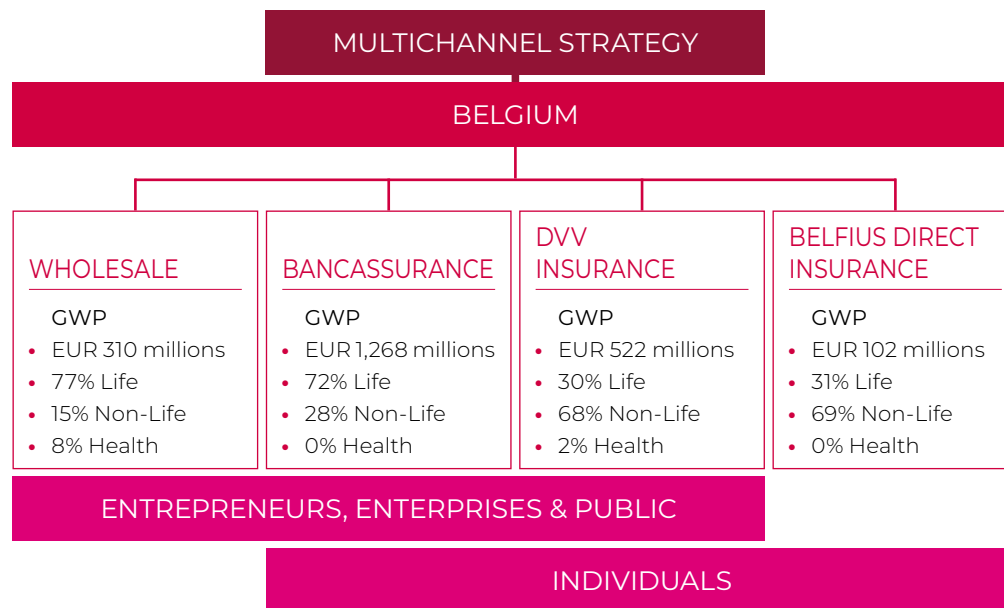 MULTICHANNEL STRATEGY
BELGIUM
WHOLESALE
GWP
• EUR 310 millions
• 77% Life
• 15% Non-Life
• 8% Health
BANCASSURANCE
GWP
• EUR 1,268 millions
• 72% Life
• 28% Non-Life
• 0% Health
DVV
INSURANCE
GWP
• EUR 522 millions
• 30% Life
• 68% Non-Life
• 2% Health
BELFIUS DIRECT
INSURANCE
GWP
• EUR 102 millions
• 31% Life
• 69% Non-Life
• 0% Health
ENTREPRENEURS, ENTERPRISES & PUBLIC
INDIVIDUALS